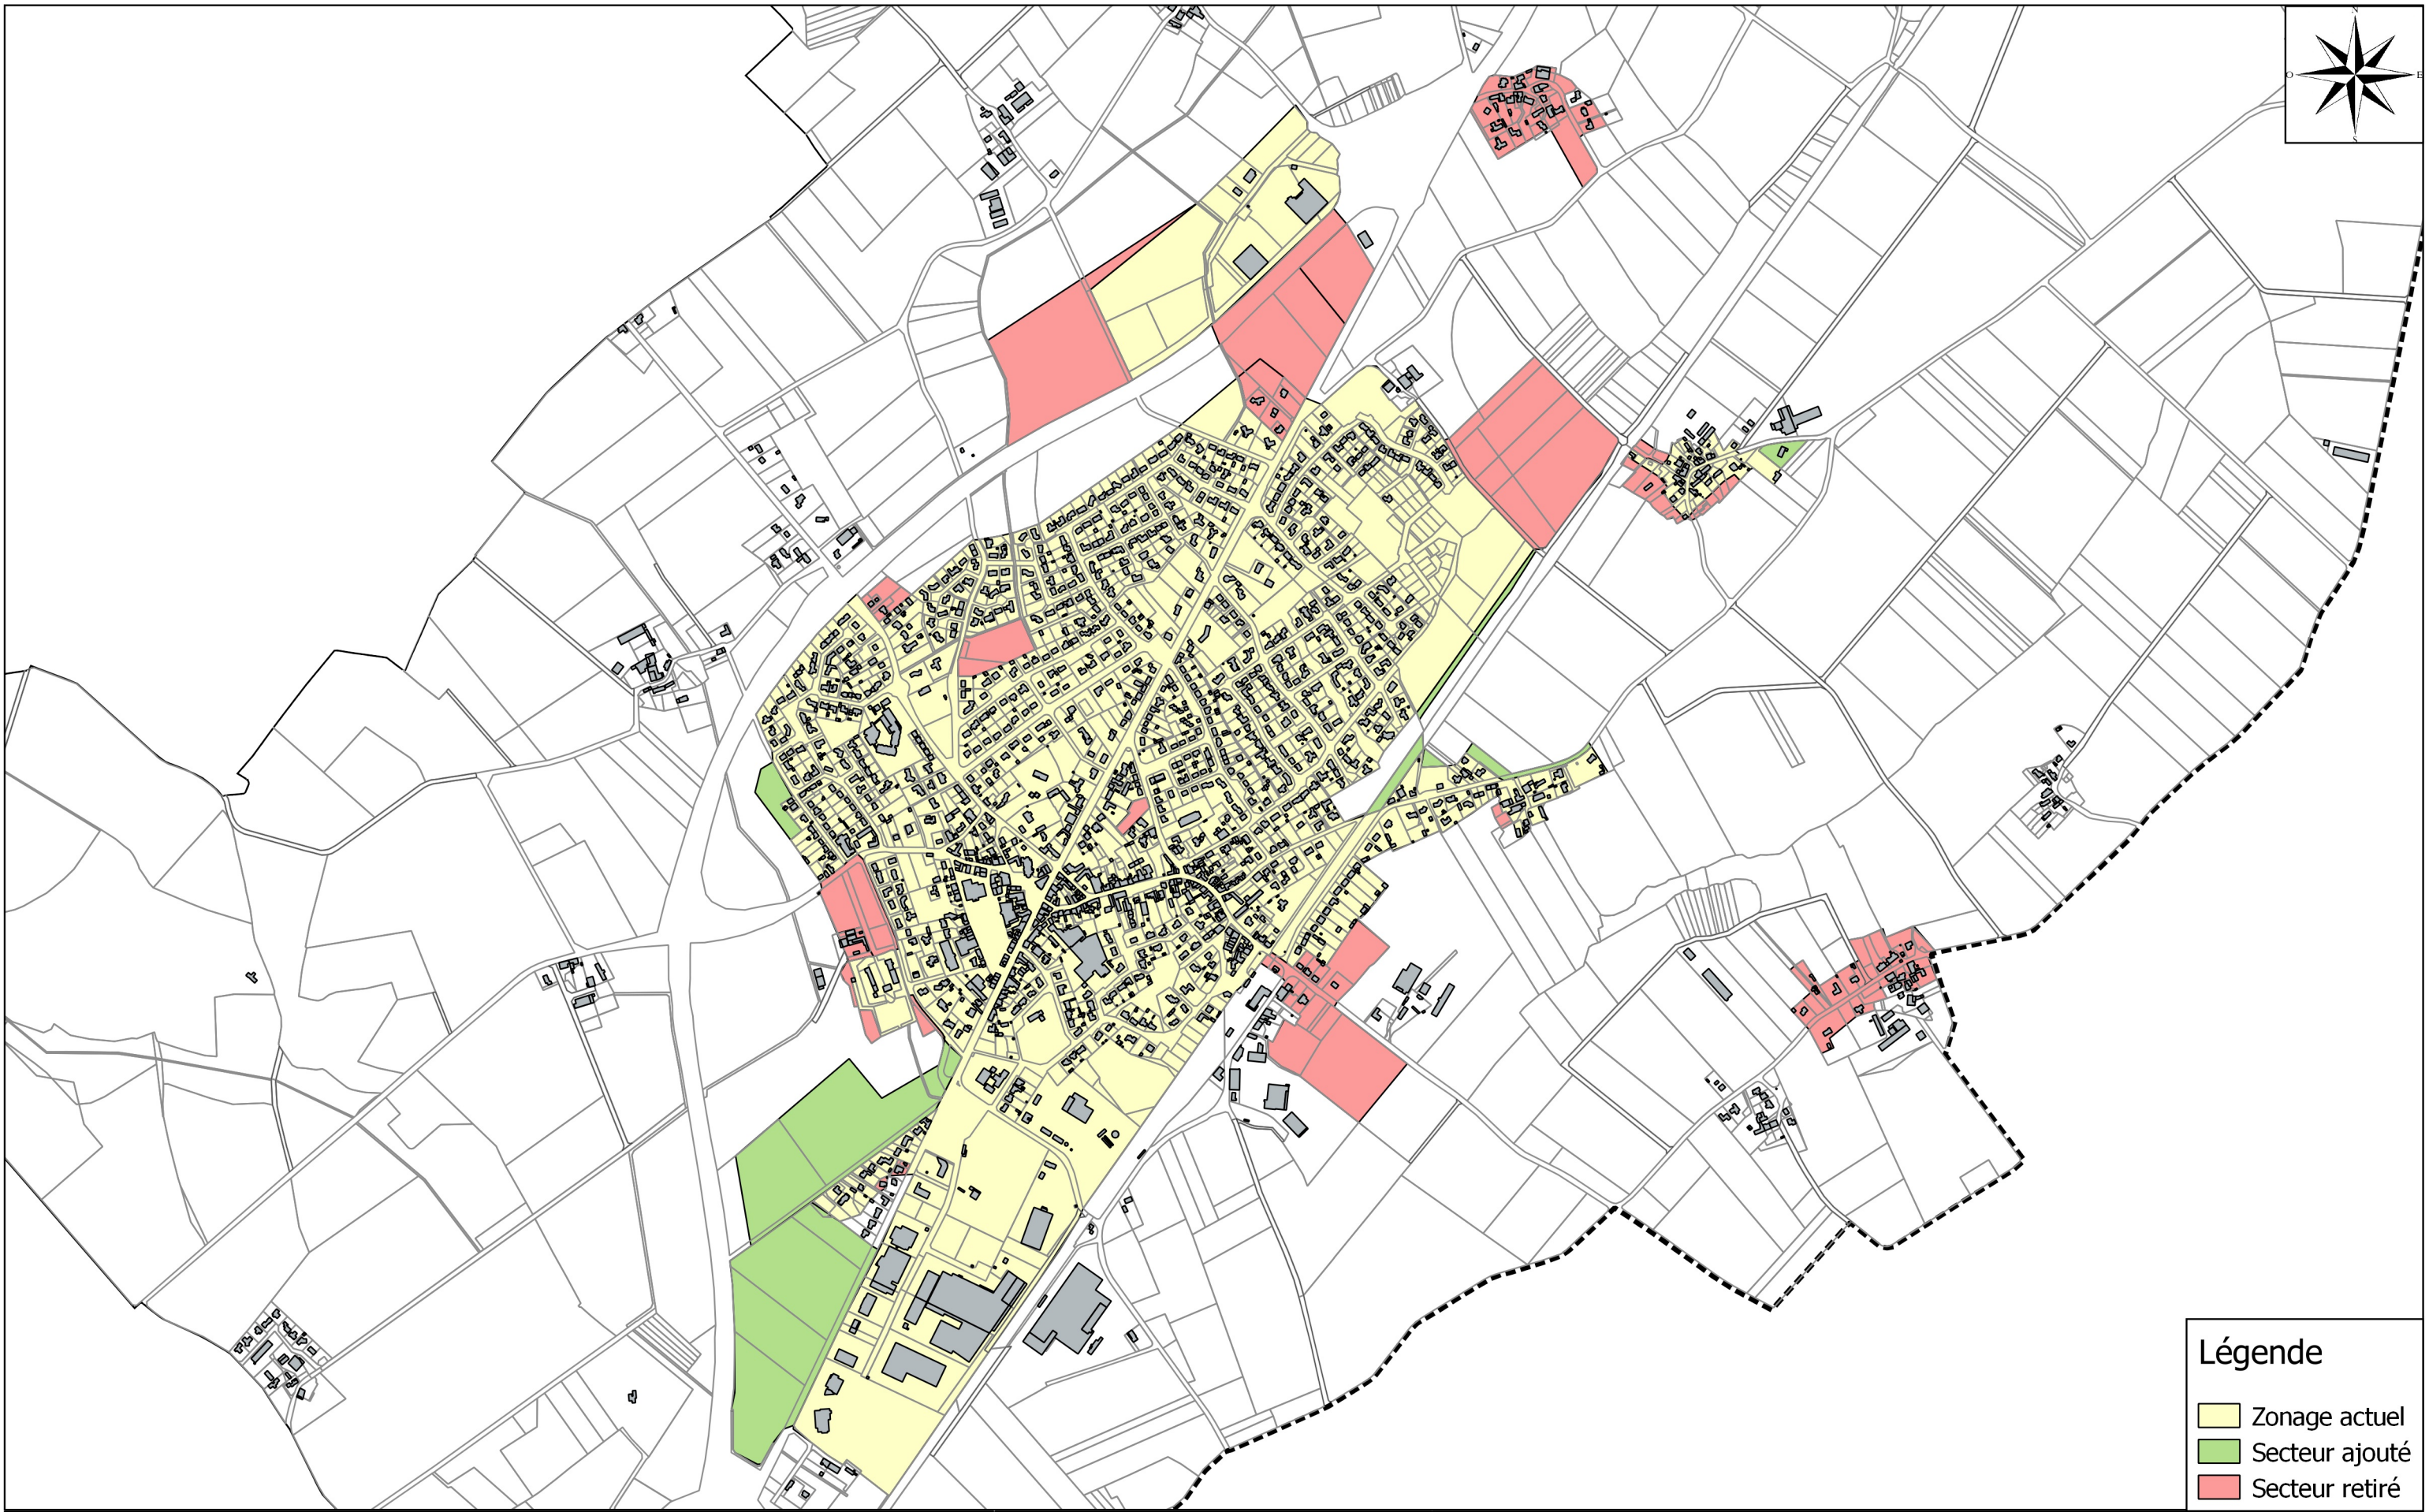 N
O
E
S
Légende
Zonage actuel
Secteur ajouté
Secteur retiré